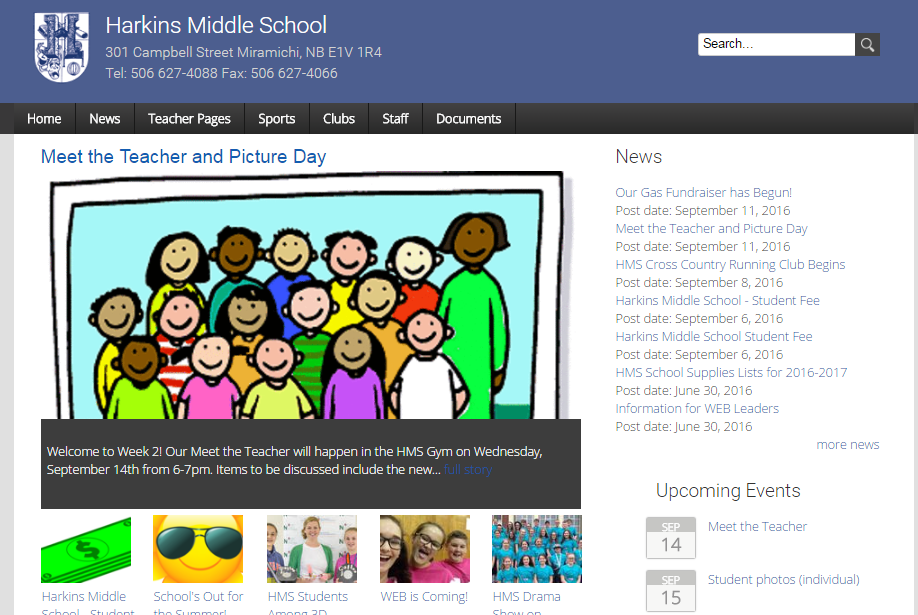 Harkins Middle School
301 Campbell Street Miramichi, NB E1V 1R4
Tel: 506 627-4088 Fax: 506 627-4066
Search...
Home News Teacher Pages Sports Clubs Staff Documents
Meet the Teacher and Picture Day
Welcome to Week 2! Our Meet the Teacher will happen in the HMS Gym on Wednesday,
September 14th from 6-7pm. Items to be discussed include the new... full story
Harkins Middle
School - Student
School's Out for
the Summer!
HMS Students
Among 3D
WEB is Coming!
HMS Drama
Show on
News
Our Gas Fundraiser has Begun!
Post date: September 11, 2016
Meet the Teacher and Picture Day
Post date: September 11, 2016
HMS Cross Country Running Club Begins
Post date: September 8, 2016
Harkins Middle School - Student Fee
Post date: September 6, 2016
Harkins Middle School Student Fee
Post date: September 6, 2016
HMS School Supplies Lists for 2016-2017
Post date: June 30, 2016
Information for WEB Leaders
Post date: June 30, 2016
more news
Upcoming Events
SEP
14
Meet the Teacher
SEP
15
Student photos (individual)